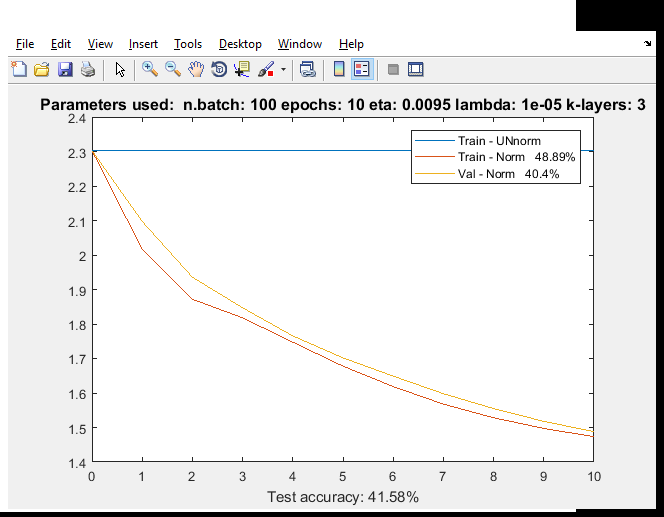 File Edit View Insert Tools Desktop Window Help
Parameters used: n.batch: 100 epochs: 10 eta: 0.0095 lambda: 1e-05 k-layers: 3
2.4
2.3
2.2
2.1
2
1.9
1.8
1.7
1.6
1.5
1.4
Train - UNnorm
Train - Norm 48.89%
Val - Norm 40.4%
0 1 2 3 4 5 6 7 8 9 10
Test accuracy: 41.58%